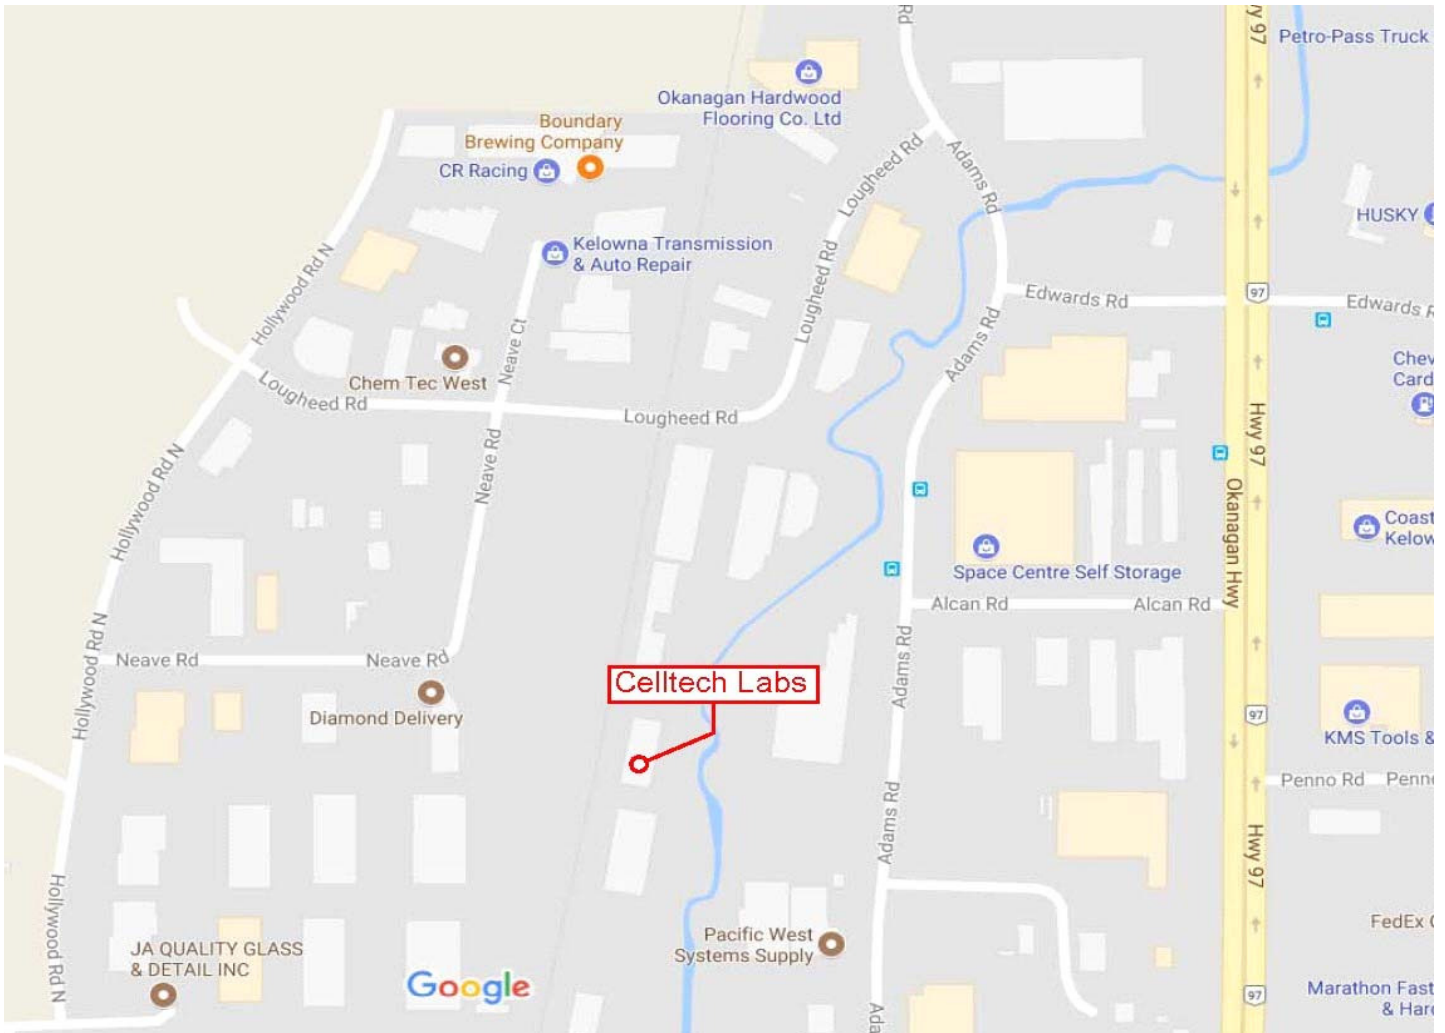 Rd
Hwy 97
Petro-Pass Truck
Okanagan Hardwood
Flooring Co. Ltd
Boundary
Brewing Company
CR Racing
Lougheed Rd
Adams Rd
HUSKY
Kelowna Transmission
& Auto Repair
Hollywood Rd N
Lougheed Rd
Edwards Rd
97
Edwards
Neave Ct
Adams Rd
Chem Tec West
Lougheed Rd
Lougheed Rd
Hwy 97
Neave Rd
Hollywood Rd N
Okanagan Hwy
Coast
Space Centre Self Storage
Alcan Rd
Alcan Rd
Hollywood Rd N
Neave Rd
Neave Rd
Adams Rd
Celltech Labs
Diamond Delivery
97
KMS Tools &
Penno Rd
Adams Rd
Hwy 97
Hollywood Rd N
JA QUALITY GLASS
& DETAIL INC
Pacific West
Systems Supply
FedEx
Google
97
Marathon Fast